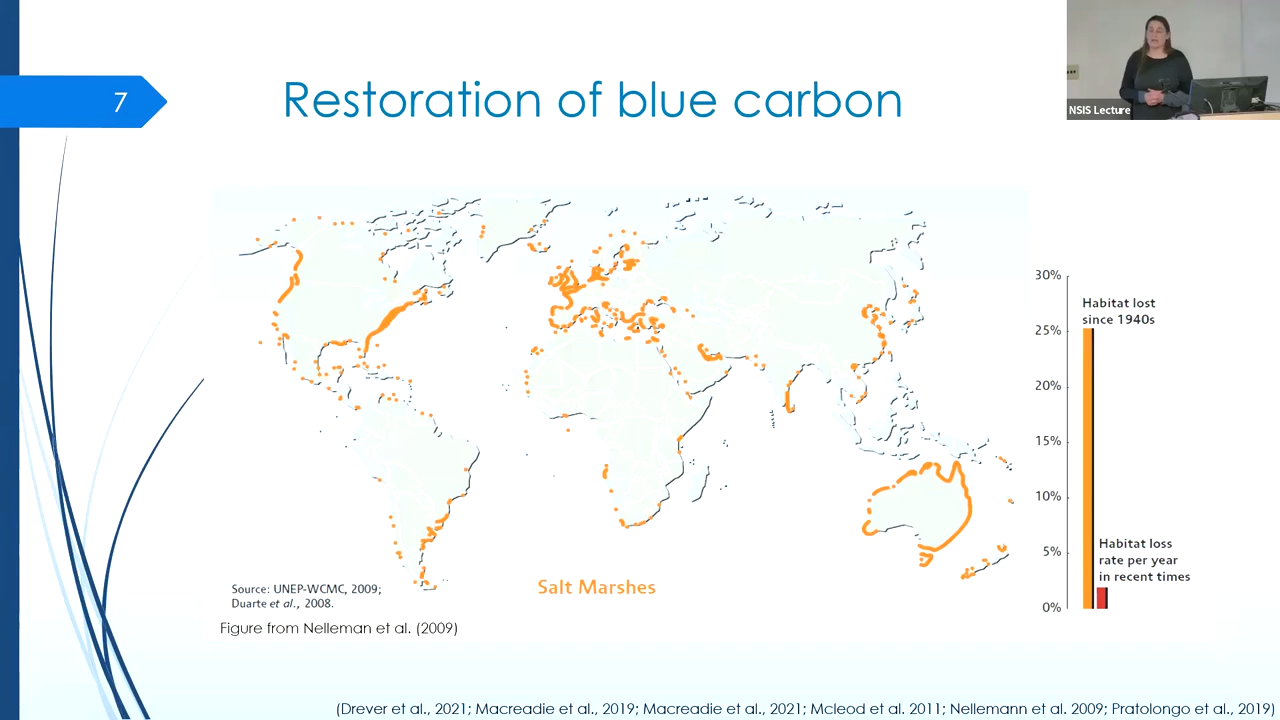 7
Restoration of blue carbon
NSIS Lecture
30%
25%
20%
15%
10%
5%
0%
Habitat lost
since 1940s
Habitat loss
rate per year
in recent times
Salt Marshes
Source: UNEP-WCMC, 2009;
Duarte et al., 2008.
Figure from Nelleman et al. (2009)
(Drever et al., 2021; Macreadie et al., 2019; Macreadie et al., 2021; Mcleod et al. 2011; Nellemann et al. 2009; Pratolongo et al., 2019)